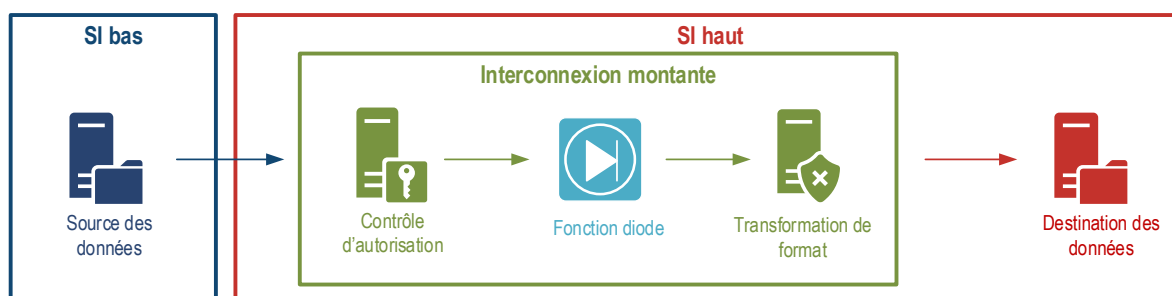 SI bas
SI haut
Interconnexion montante
Source des
données
Contrôle
d'autorisation
Fonction diode
Transformation de
format
Destination des
données